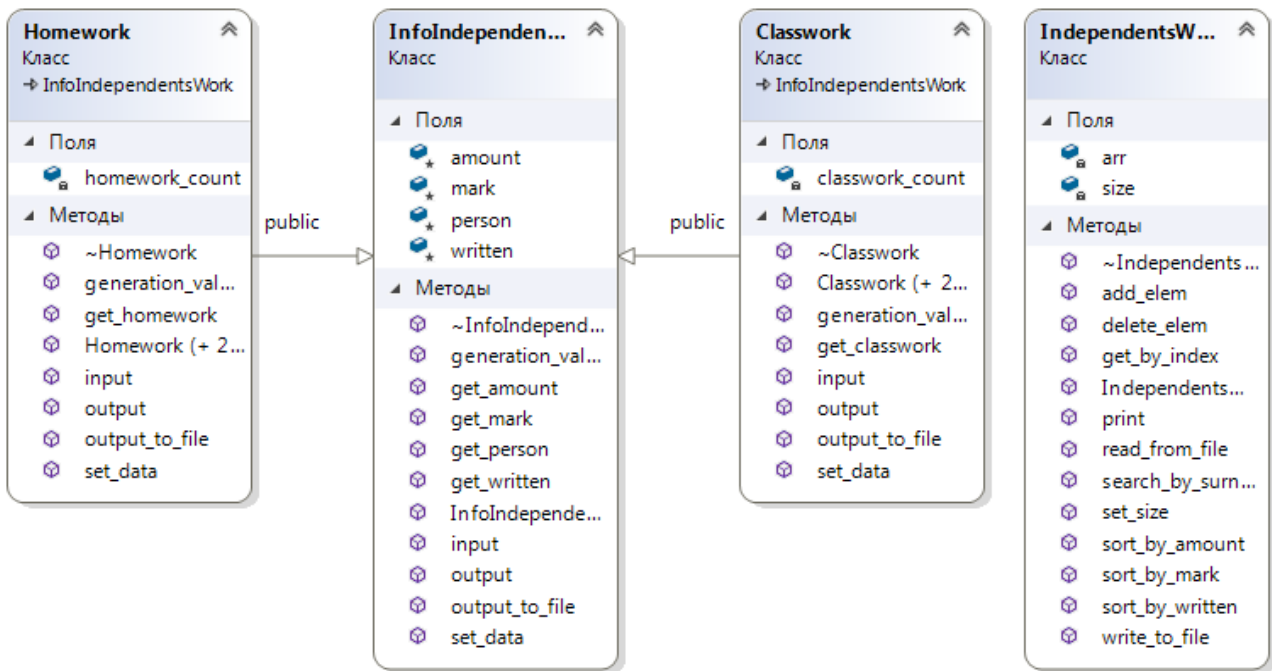 Homework
Класс
InfoIndependentsWork
Поля
homework_count
Методы
~Homework
generation_val...
get_homework
Homework (+ 2...
input
output
output_to_file
set_data
public
InfoIndependen...
Класс
Поля
amount
mark
person
written
Методы
~InfoIndepend...
generation_val...
get_amount
get_mark
get_person
get_written
InfoIndepende...
input
output
output_to_file
set_data
public
Classwork
Класс
InfoIndependentsWork
Поля
classwork_count
Методы
~Classwork
Classwork (+ 2...
generation_val...
get_classwork
input
output
output_to_file
set_data
IndependentsW...
Класс
Поля
arr
size
Методы
~Independents...
add_elem
delete_elem
get_by_index
Independents...
print
read_from_file
search_by_surn...
set_size
sort_by_amount
sort_by_mark
sort_by_written
write_to_file